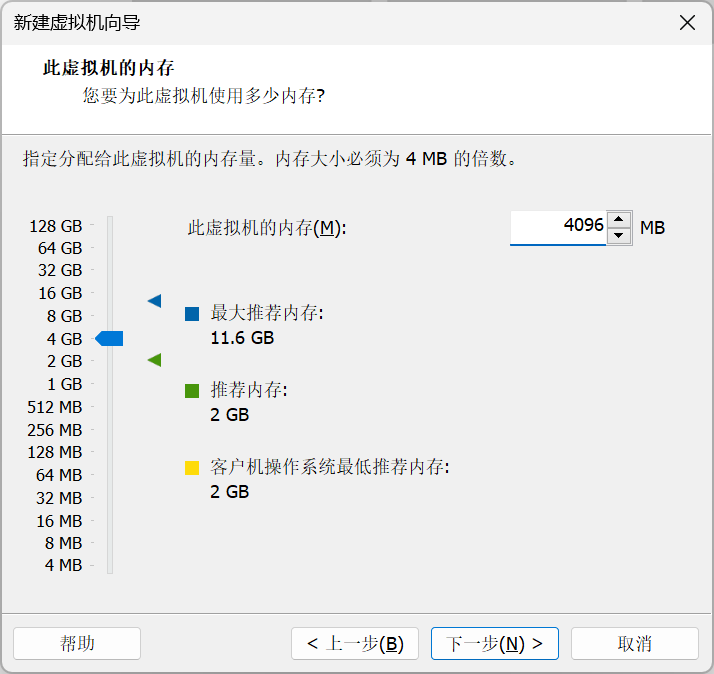 新建虚拟机向导
此虚拟机的内存
您要为此虚拟机使用多少内存?
指定分配给此虚拟机的内存量。内存大小必须为 4 MB 的倍数。
此虚拟机的内存(M): 4096 MB
128 GB
64 GB
32 GB
16 GB
8 GB
4 GB
2 GB
1 GB
512 MB
256 MB
128 MB
64 MB
32 MB
16 MB
8 MB
4 MB
最大推荐内存:
11.6 GB
推荐内存:
2 GB
客户机操作系统最低推荐内存:
2 GB
帮助 < 上一步(B) 下一步(N) > 取消